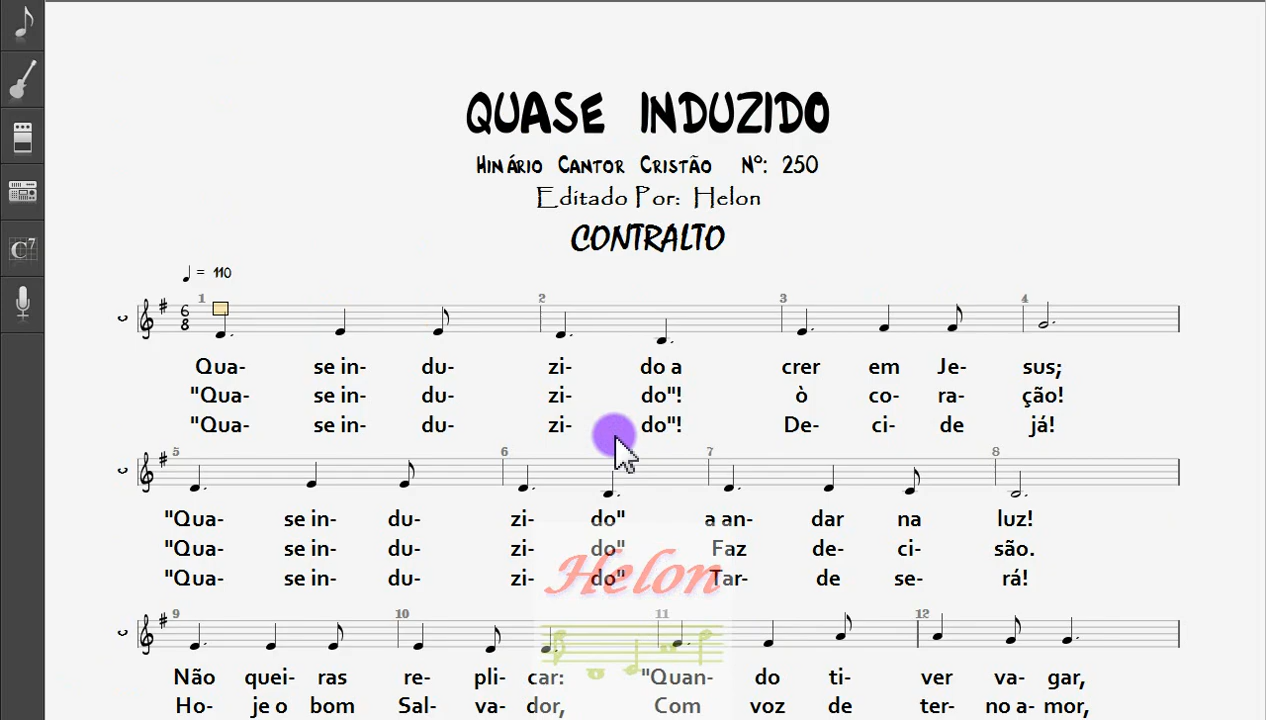 QUASE INDUZIDO
Hinário Cantor Cristão Nº: 250
Editado Por: Helon
CONTRALTO
= 110
C7
1 2 3 4
6
8
Qua- se in- du- zi- do a crer em Je- sus;
"Qua- se in- du- zi- do"! ò co- ra- ção!
"Qua- se in- du- zi- do"! De- ci- de já!
5 6 7 8
"Qua- se in- du- zi- do" a an- dar na luz!
"Qua- se in- du- zi- do" Faz de- ci- são.
"Qua- se in- du- zi- do" Tar- de se- rá!
Helon
9 10 11 12
Não quei- ras re- pli- car: "Quan- do ti- ver va- gar,
Ho- je o bom Sal- va- dor, Com voz de ter- no a- mor,